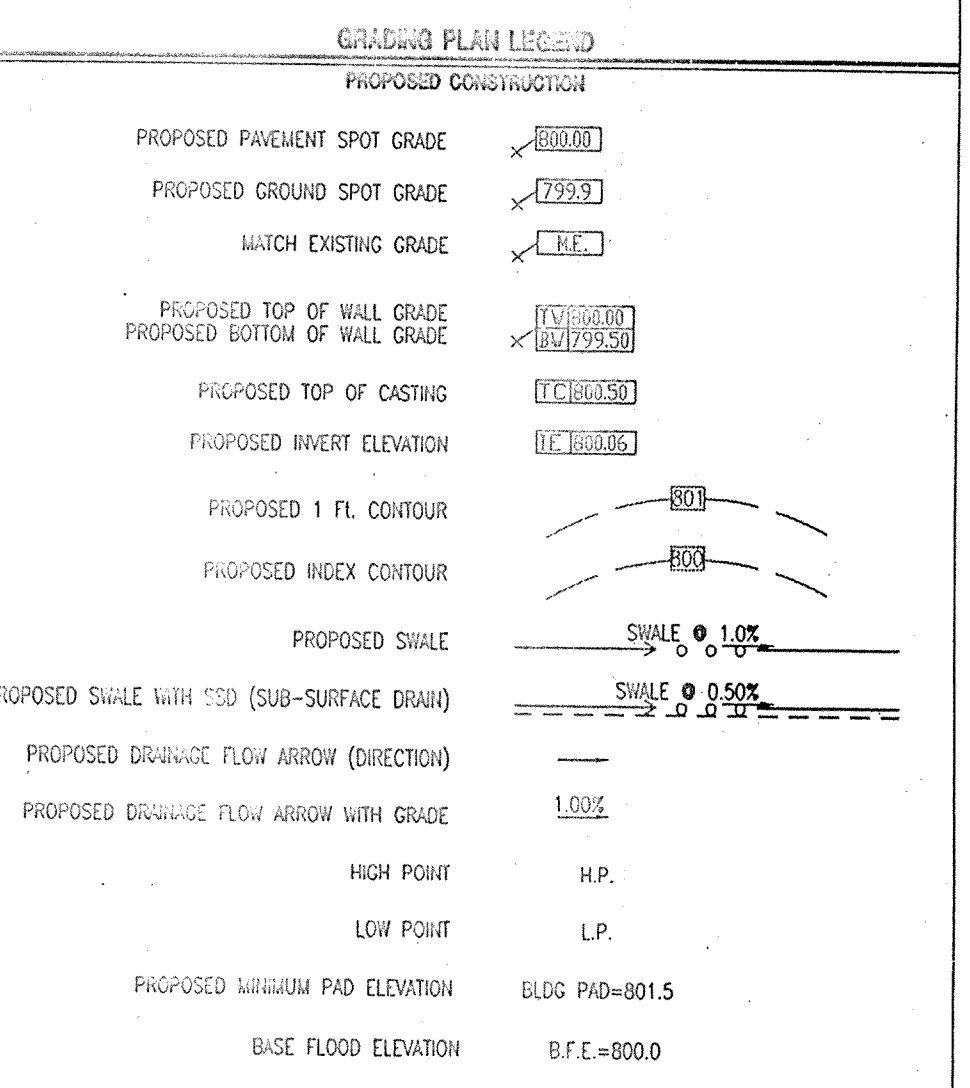 GRADING PLAN LEGEND
PROPOSED CONSTRUCTION
PROPOSED PAVEMENT SPOT GRADE 800.00
PROPOSED GROUND SPOT GRADE 799.9
MATCH EXISTING GRADE M.E.
PROPOSED TOP OF WALL GRADE TW 800.00
PROPOSED BOTTOM OF WALL GRADE BW 799.50
PROPOSED TOP OF CASTING TC 800.50
PROPOSED INVERT ELEVATION IE 800.06
PROPOSED 1 Ft. CONTOUR 801
PROPOSED INDEX CONTOUR 800
PROPOSED SWALE SWALE @ 1.0%
ROPOSED SWALE WITH SSD (SUB-SURFACE DRAIN) SWALE @ 0.50%
PROPOSED DRAINAGE FLOW ARROW (DIRECTION)
PROPOSED DRAINAGE FLOW ARROW WITH GRADE 1.00%
HIGH POINT H.P.
LOW POINT L.P.
PROPOSED MINIMUM PAD ELEVATION BLDG PAD=801.5
BASE FLOOD ELEVATION B.F.E.=800.0